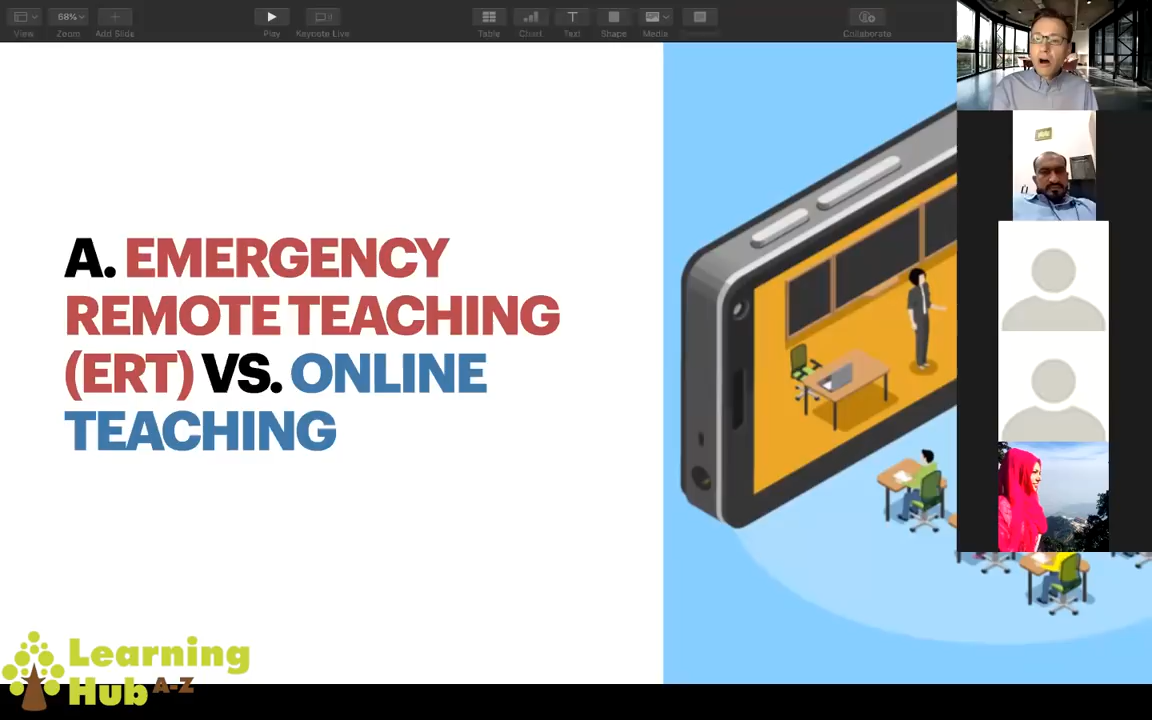 68%
View
Zoom
Add Slide
Play
Keynote Live
Table
Chart
Text
Shape
Media
Collaborate
A. EMERGENCY
REMOTE TEACHING
(ERT) VS. ONLINE
TEACHING
Learning
Hub A-Z